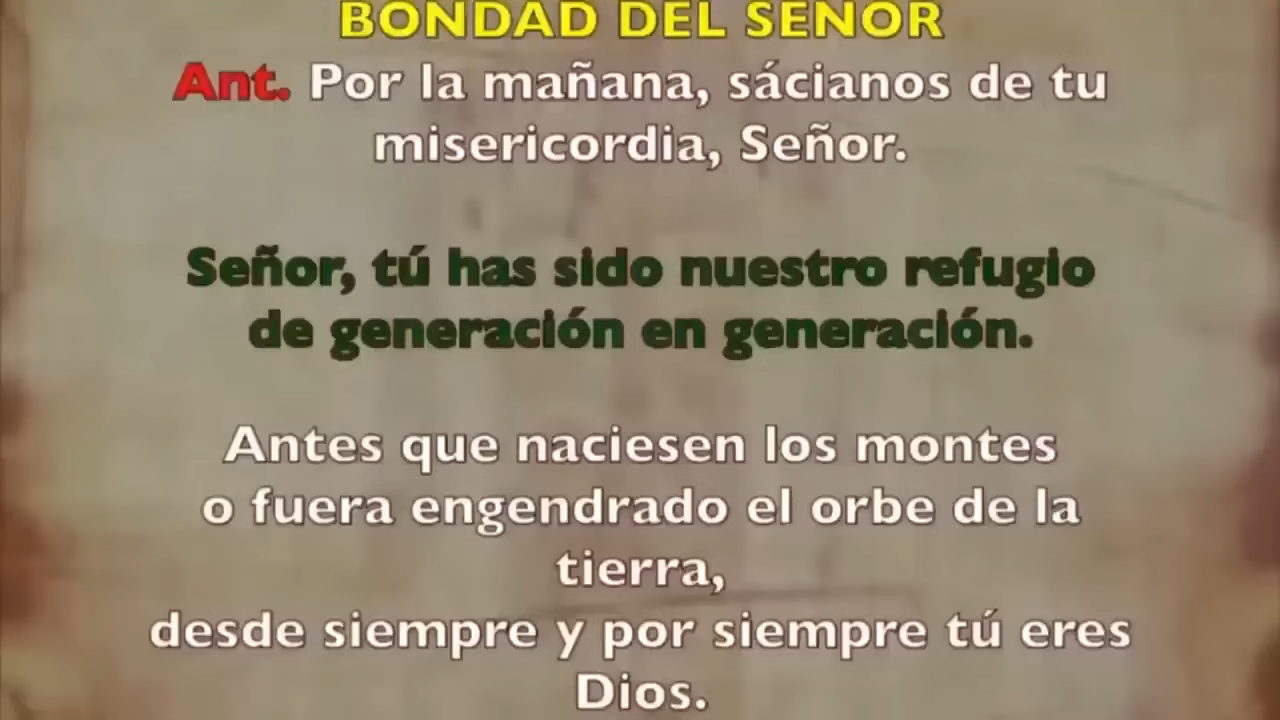 BONDAD DEL SEÑOR
Ant. Por la mañana, sácianos de tu
misericordia, Señor.
Señor, tú has sido nuestro refugio
de generación en generación.
Antes que naciesen los montes
o fuera engendrado el orbe de la
tierra,
desde siempre y por siempre tú eres
Dios.